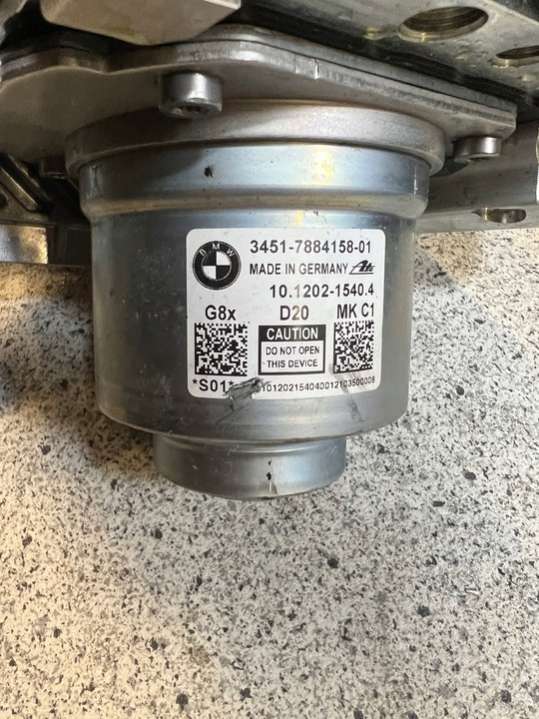 BMW
3451-7884158-01
MADE IN GERMANY Ate
10.1202-1540.4
G8x D20 MK C1
CAUTION
DO NOT OPEN
THIS DEVICE
*S01*